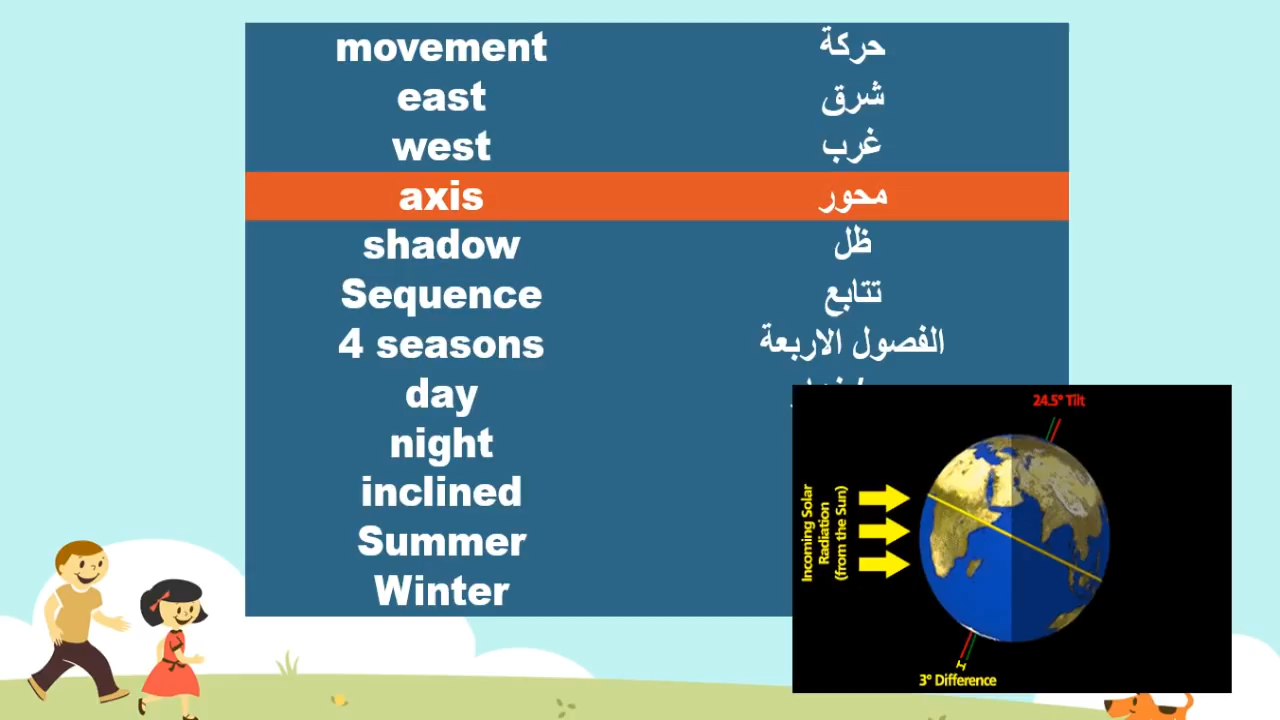 movement حركة
east شرق
west غرب
axis محور
shadow ظل
Sequence تتابع
4 seasons الفصول الاربعة
day
night
inclined
Summer
Winter
24.5° Tilt
Incoming Solar
Radiation
(from the Sun)
3° Difference